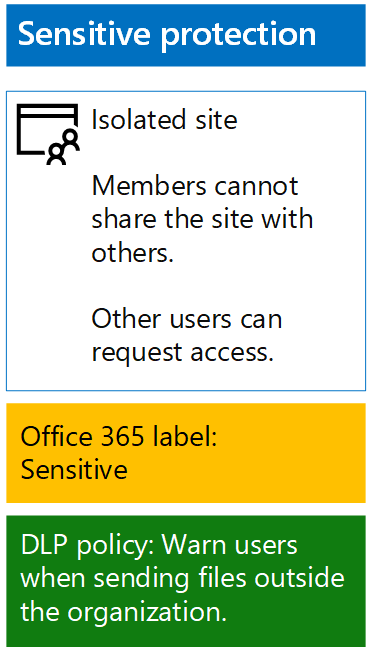 Sensitive protection
Isolated site
Members cannot
share the site with
others.
Other users can
request access.
Office 365 label:
Sensitive
DLP policy: Warn users
when sending files outside
the organization.